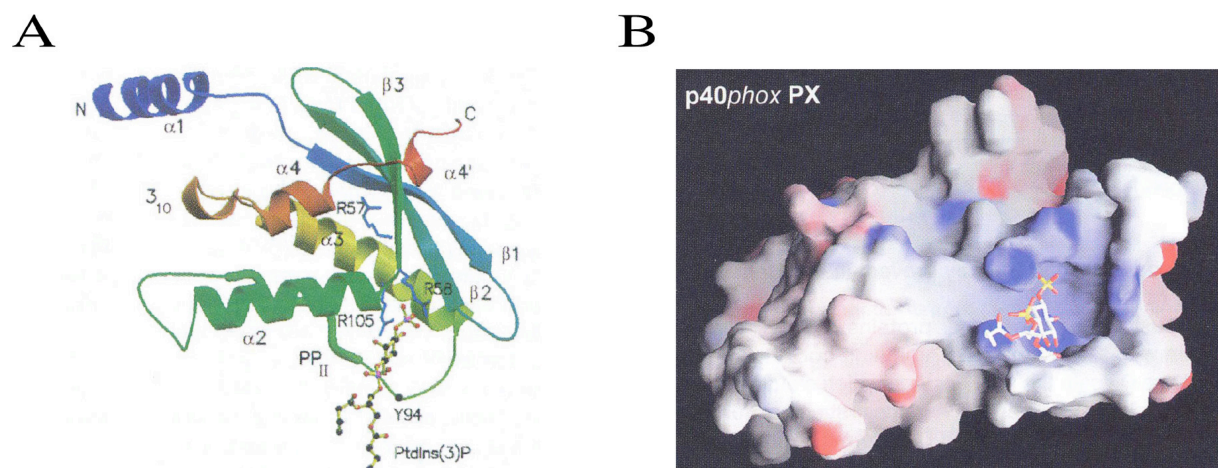 A
B
β3
N
α1
C
α4
α4'
3₁₀
R57
α3
β1
R58
β2
R105
α2
PP_II
Y94
PtdIns(3)P
p40phox PX